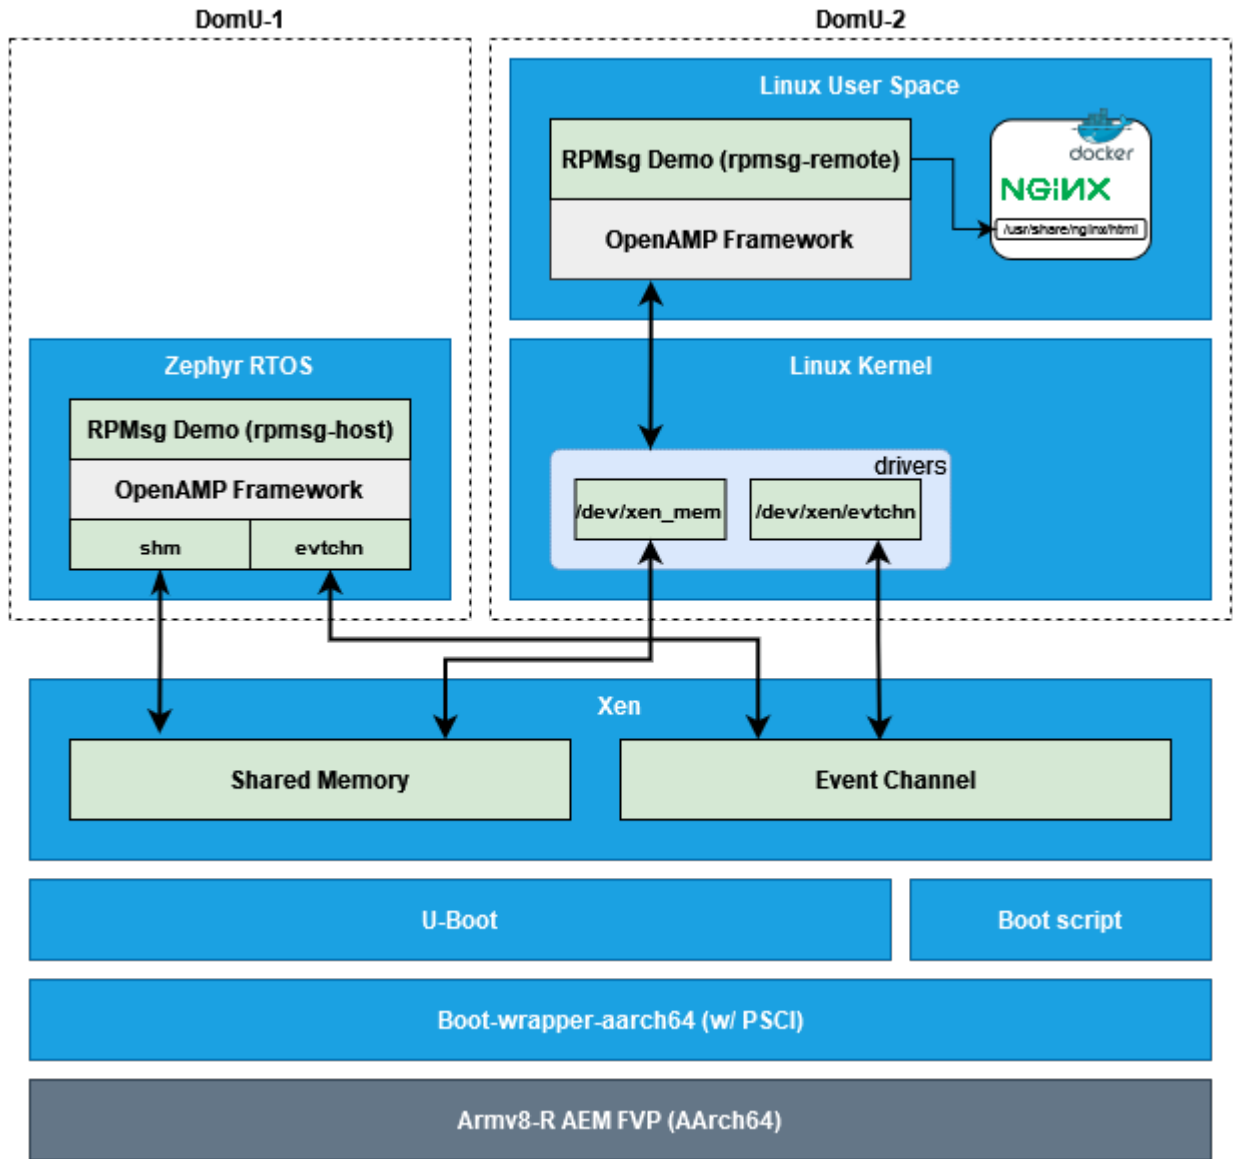 DomU-1
DomU-2
Linux User Space
RPMsg Demo (rpmsg-remote)
OpenAMP Framework
docker
NGiNX
/usr/share/nginx/html
Zephyr RTOS
RPMsg Demo (rpmsg-host)
OpenAMP Framework
shm
evtchn
Linux Kernel
drivers
/dev/xen_mem
/dev/xen/evtchn
Xen
Shared Memory
Event Channel
U-Boot
Boot script
Boot-wrapper-aarch64 (w/ PSCI)
Armv8-R AEM FVP (AArch64)